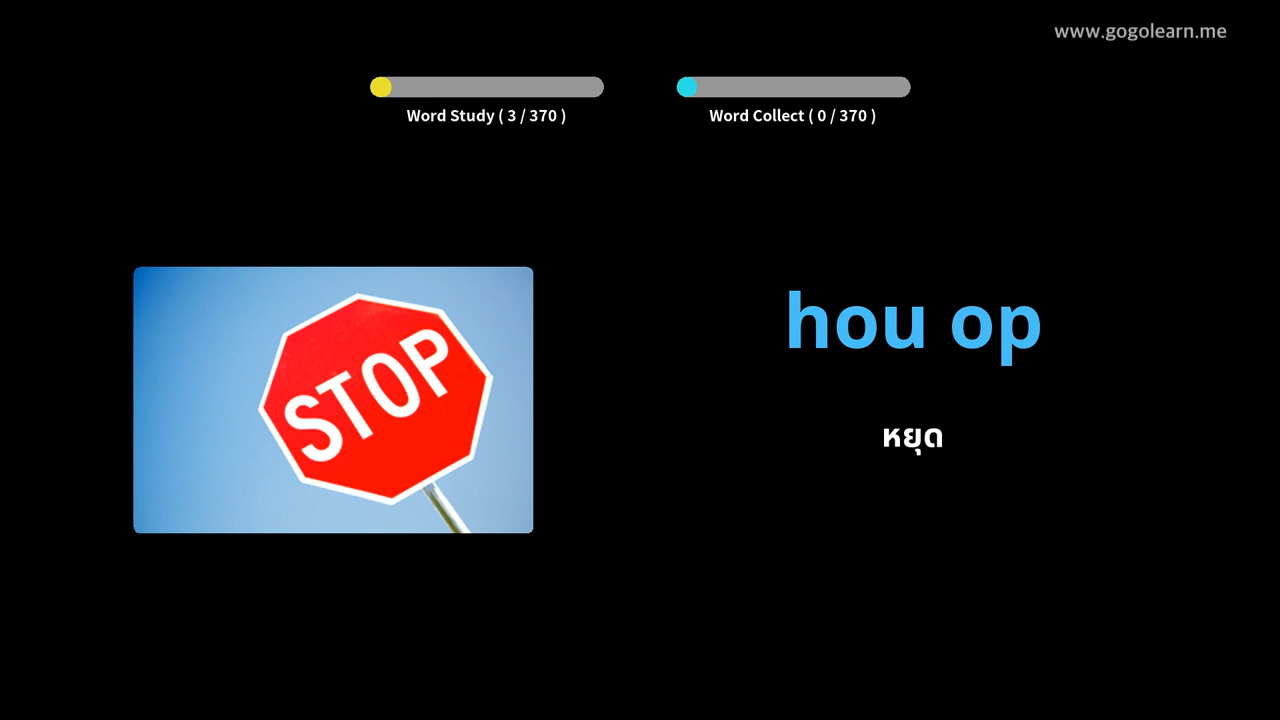 www.gogolearn.me
Word Study ( 3 / 370 )
Word Collect ( 0 / 370 )
STOP
hou op
หยุด